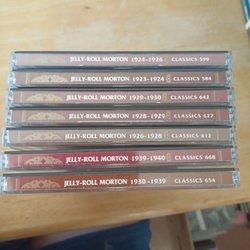 JELLY-ROLL MORTON 1924-1926 CLASSICS 599
JELLY-ROLL MORTON 1923-1924 CLASSICS 584
JELLY-ROLL MORTON 1929-1930 CLASSICS 642
JELLY-ROLL MORTON 1928-1929 CLASSICS 627
JELLY-ROLL MORTON 1926-1928 CLASSICS 612
JELLY-ROLL MORTON 1939-1940 CLASSICS 668
JELLY-ROLL MORTON 1930-1939 CLASSICS 654